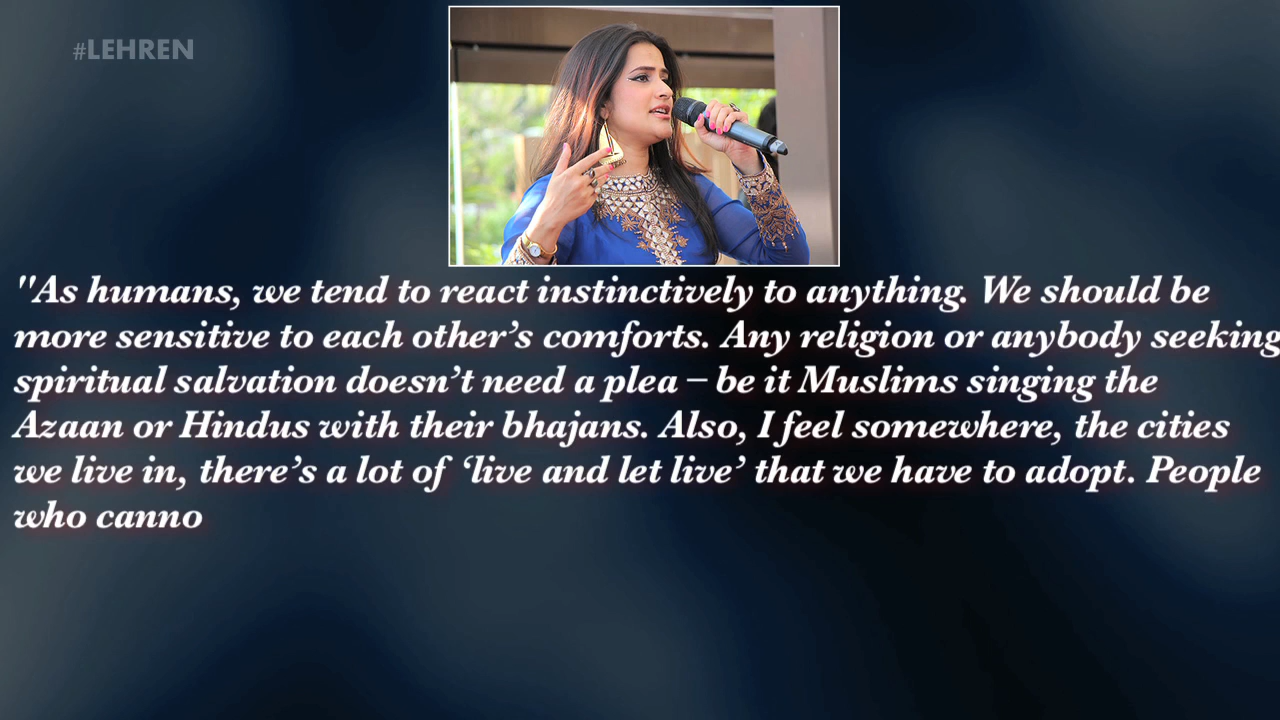 #LEHREN
"As humans, we tend to react instinctively to anything. We should be
more sensitive to each other’s comforts. Any religion or anybody seeking
spiritual salvation doesn’t need a plea – be it Muslims singing the
Azaan or Hindus with their bhajans. Also, I feel somewhere, the cities
we live in, there’s a lot of ‘live and let live’ that we have to adopt. People
who canno